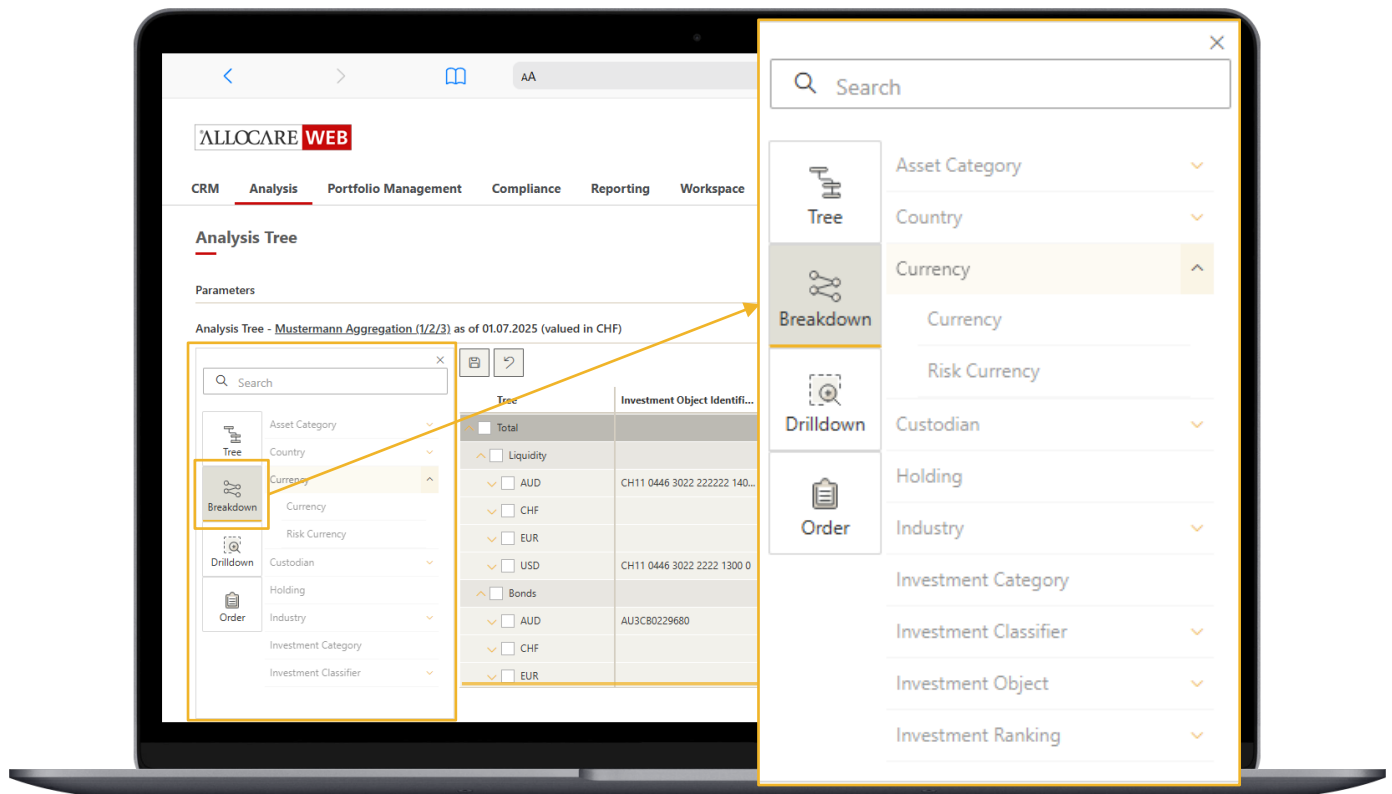 AA
ALLOCARE WEB
CRM Analysis Portfolio Management Compliance Reporting Workspace
Analysis Tree
Parameters
Analysis Tree - Mustermann Aggregation (1/2/3) as of 01.07.2025 (valued in CHF)
Search
Tree
Breakdown
Drilldown
Order
Asset Category
Country
Currency
Currency
Risk Currency
Custodian
Holding
Industry
Investment Category
Investment Classifier
Tree Investment Object Identifi...
Total
Liquidity
AUD CH11 0446 3022 222222 140...
CHF
EUR
USD CH11 0446 3022 2222 1300 0
Bonds
AUD AU3CB0229680
CHF
EUR
Search
Tree
Breakdown
Drilldown
Order
Asset Category
Country
Currency
Currency
Risk Currency
Custodian
Holding
Industry
Investment Category
Investment Classifier
Investment Object
Investment Ranking